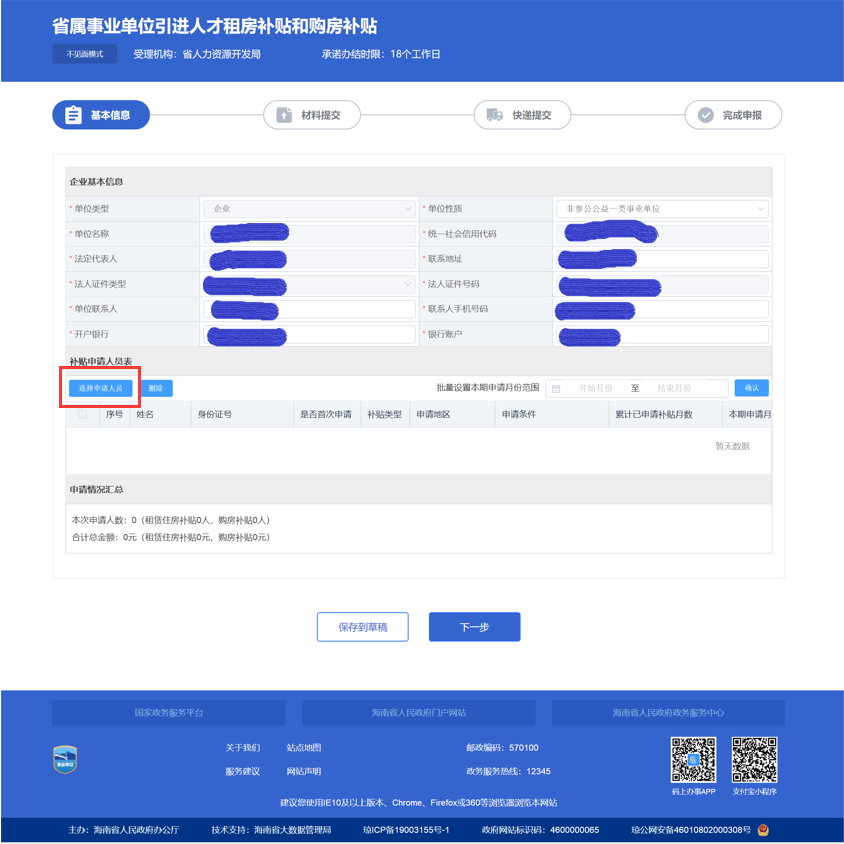 省属事业单位引进人才租房补贴和购房补贴
不见面模式 受理机构：省人力资源开发局 承诺办结时限：18个工作日
基本信息 材料提交 快递提交 完成申报
企业基本信息
* 单位类型 企业 * 单位性质 非参公公益一类事业单位
* 单位名称 * 统一社会信用代码
* 法定代表人 * 联系地址
* 法人证件类型 * 法人证件号码
* 单位联系人 * 联系人手机号码
* 开户银行 * 银行账户
补贴申请人员表
选择申请人员 删除 批量设置本期申请月份范围 开始月份 至 结束月份 确认
序号 姓名 身份证号 是否首次申请 补贴类型 申请地区 申请条件 累计已申请补贴月数 本期申请月
暂无数据
申请情况汇总
本次申请人数：0（租赁住房补贴0人，购房补贴0人）
合计总金额：0元（租赁住房补贴0元，购房补贴0元）
保存到草稿 下一步
国家政务服务平台 海南省人民政府门户网站 海南省人民政府政务服务中心
关于我们 站点地图 邮政编码：570100
服务建议 网站声明 政务服务热线：12345
码上办事APP 支付宝小程序
建议您使用IE10及以上版本、Chrome、Firefox或360等浏览器浏览本网站
主办：海南省人民政府办公厅 技术支持：海南省大数据管理局 琼ICP备19003155号-1 政府网站标识码：4600000065 琼公网安备46010802000308号